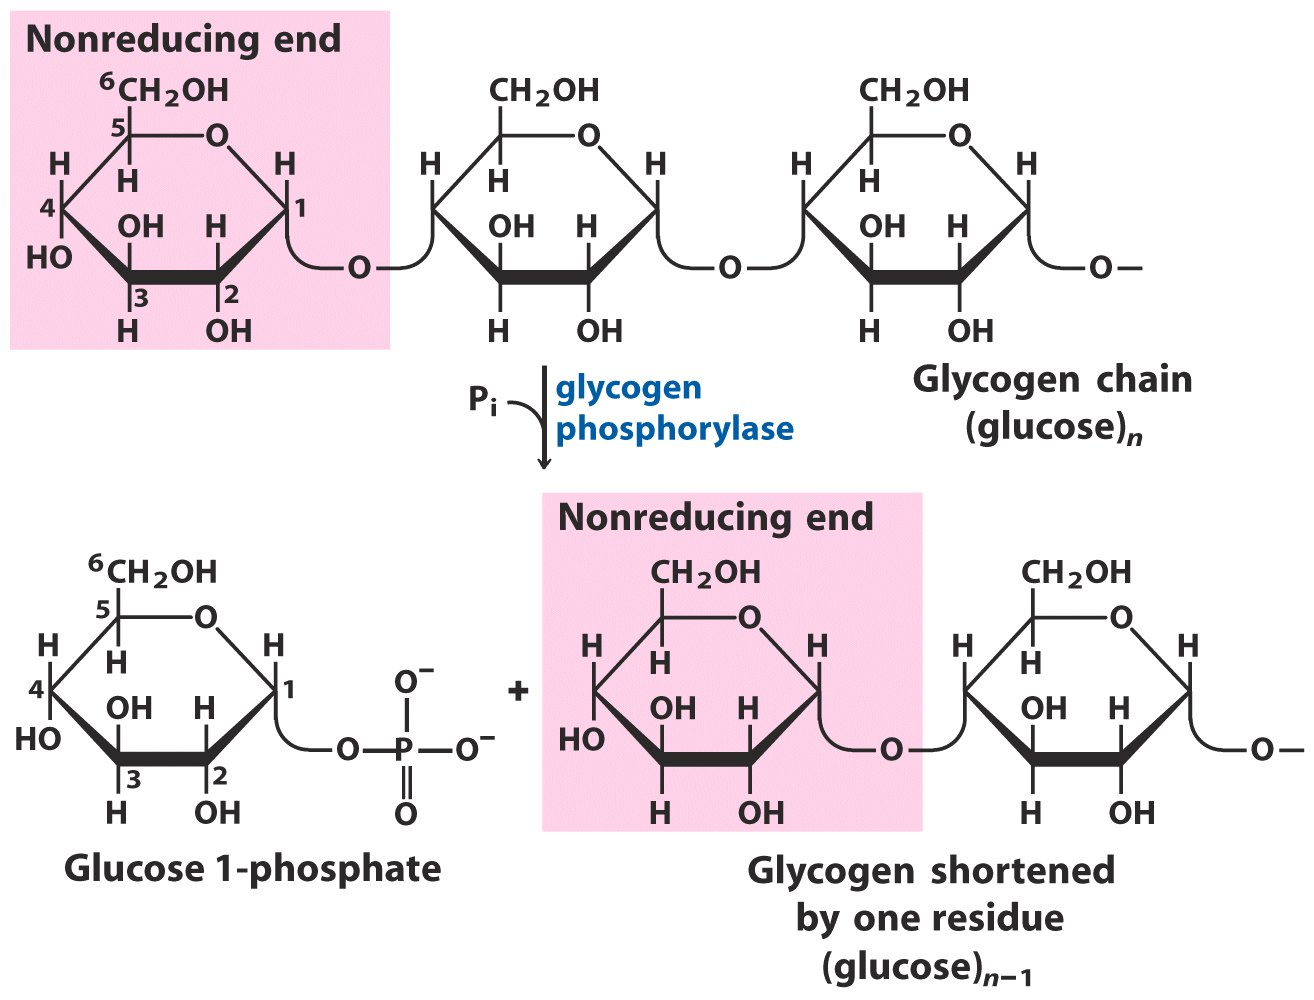 Nonreducing end
6CH2OH CH2OH CH2OH
5 O O O
H H H H H H
4 H 1 H H
OH H OH H OH H
HO O O O
3 2
H OH H OH H OH
Pi
glycogen
phosphorylase
Glycogen chain
(glucose)n
Nonreducing end
6CH2OH CH2OH CH2OH
5 O O O
H H H H H H
4 H 1 O− + H H
OH H OH H OH H
HO O P O− HO O O
3 2
H OH O H OH H OH
Glucose 1-phosphate
Glycogen shortened
by one residue
(glucose)n−1